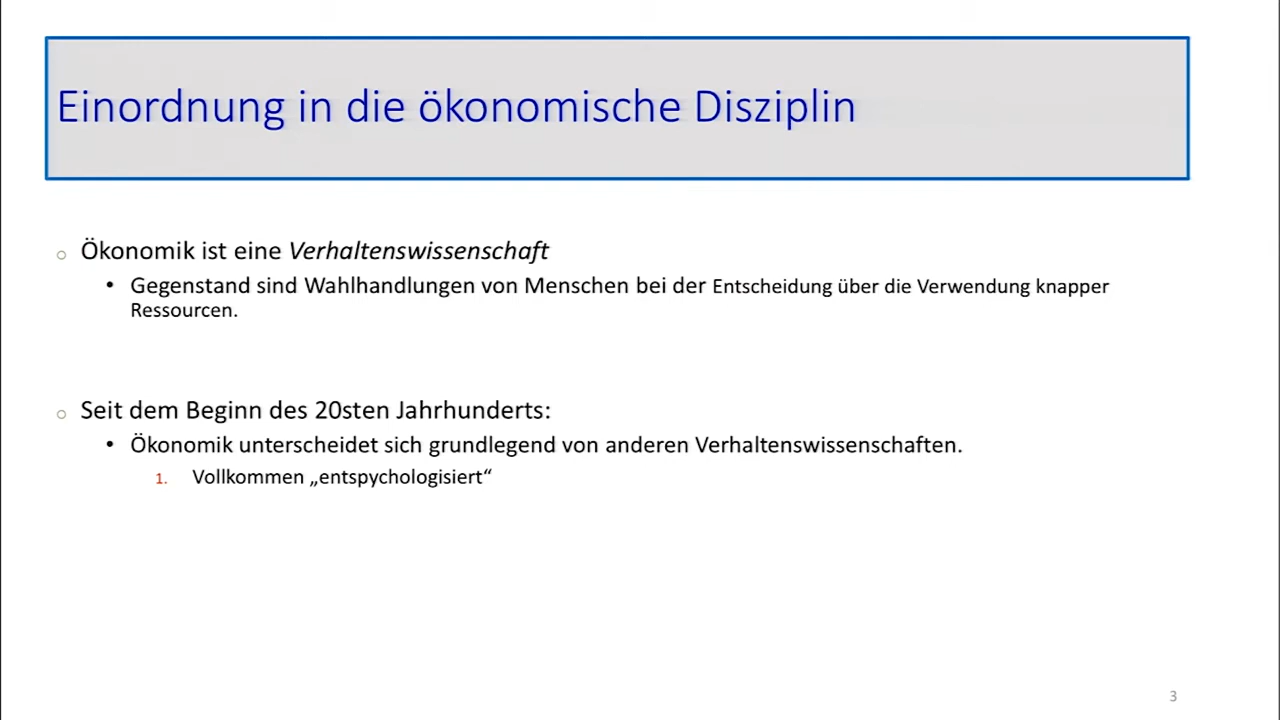 Einordnung in die ökonomische Disziplin
○ Ökonomik ist eine Verhaltenswissenschaft
• Gegenstand sind Wahlhandlungen von Menschen bei der Entscheidung über die Verwendung knapper
Ressourcen.
○ Seit dem Beginn des 20sten Jahrhunderts:
• Ökonomik unterscheidet sich grundlegend von anderen Verhaltenswissenschaften.
1. Vollkommen „entspychologisiert“
3